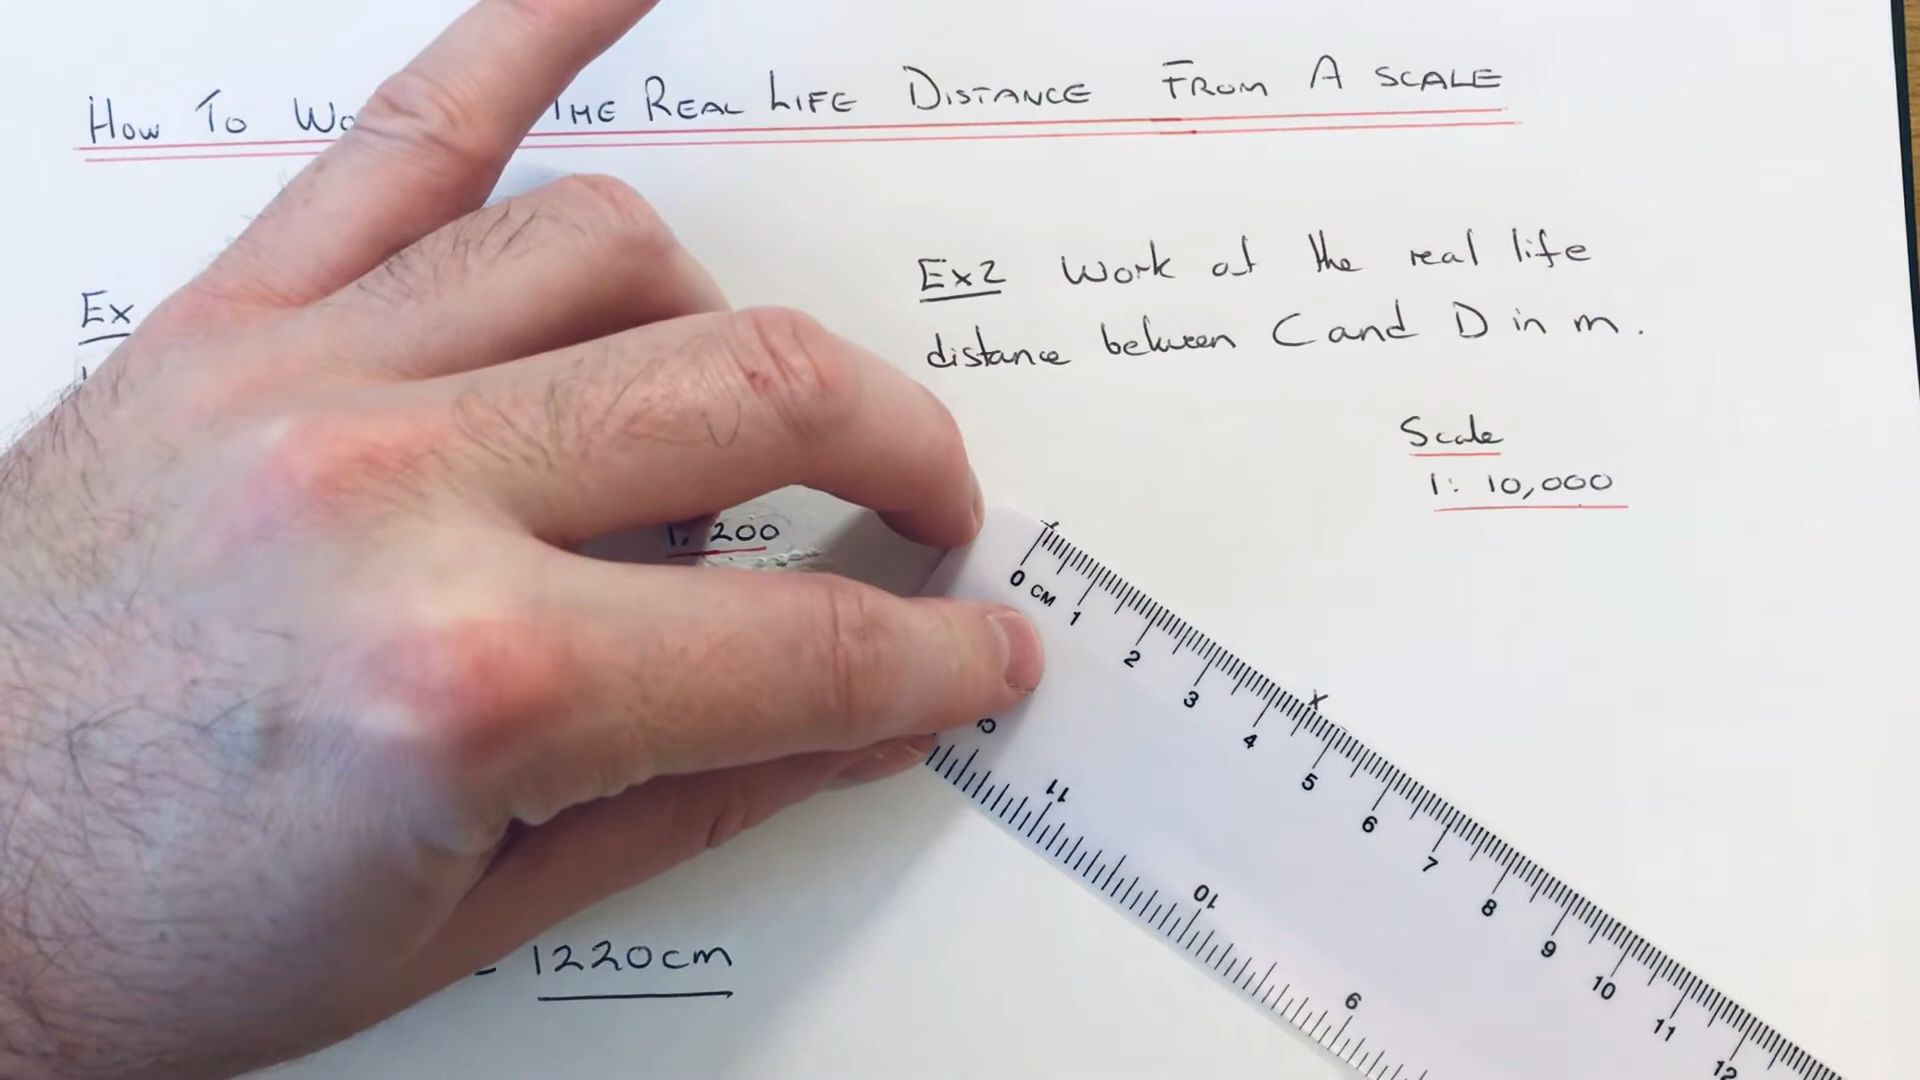 How To THE REAL LIFE DISTANCE FROM A SCALE
Ex
Ex2 Work ot the real life
distance between C and D in m.
Scale
1: 10,000
1: 200
x
x
0 CM 1 2 3 4 5 6 7 8 9 10 11 12
11 10 9
= 1220cm